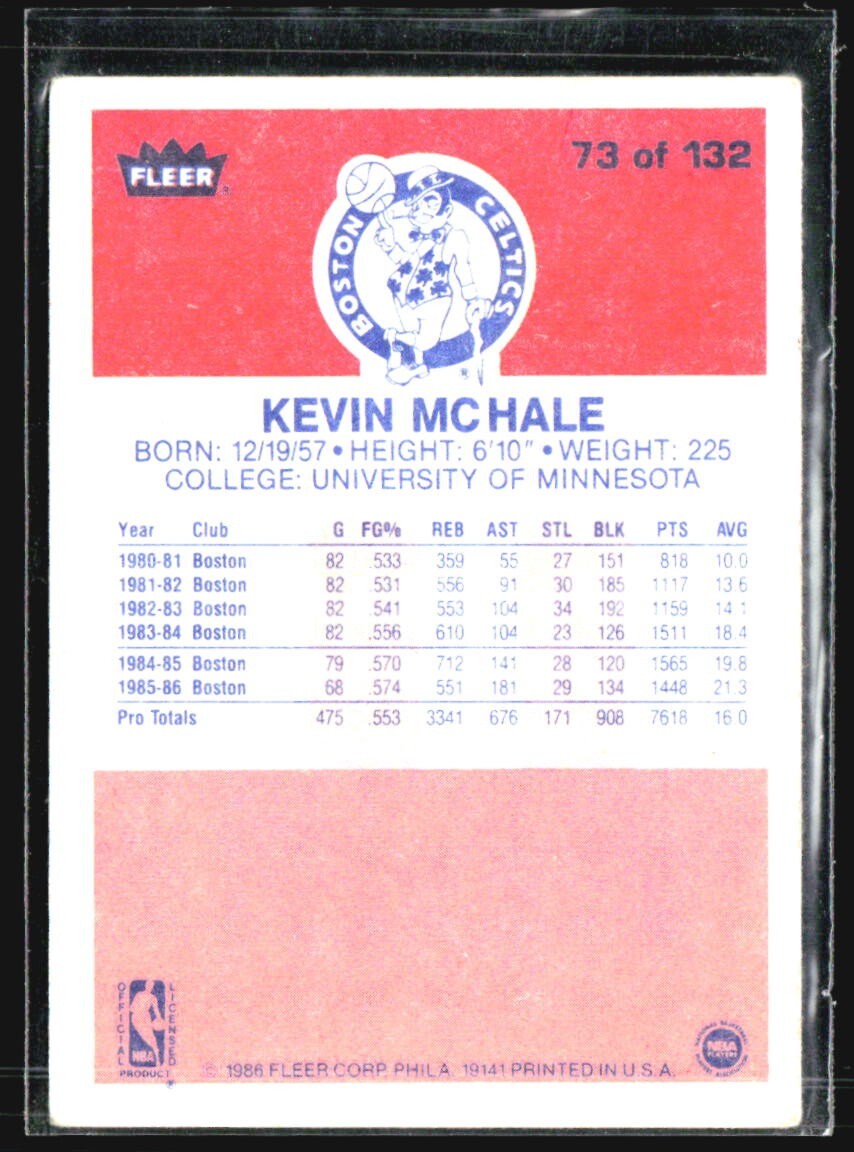 FLEER ®
73 of 132
BOSTON CELTICS
®
KEVIN MCHALE
BORN: 12/19/57 • HEIGHT: 6'10" • WEIGHT: 225
COLLEGE: UNIVERSITY OF MINNESOTA
Year Club G FG% REB AST STL BLK PTS AVG
1980-81 Boston 82 .533 359 55 27 151 818 10.0
1981-82 Boston 82 .531 556 91 30 185 1117 13.6
1982-83 Boston 82 .541 553 104 34 192 1159 14.1
1983-84 Boston 82 .556 610 104 23 126 1511 18.4
1984-85 Boston 79 .570 712 141 28 120 1565 19.8
1985-86 Boston 68 .574 551 181 29 134 1448 21.3
Pro Totals 475 .553 3341 676 171 908 7618 16.0
OFFICIAL LICENSED
NBA
PRODUCT ®
NATIONAL BASKETBALL
NBA
PLAYERS
ASSOCIATION
© 1986 FLEER CORP. PHILA. 19141 PRINTED IN U.S.A.